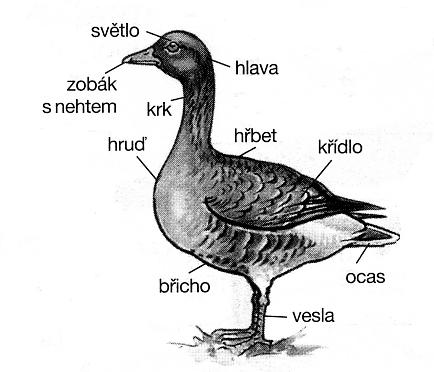 světlo
hlava
zobák
s nehtem
krk
hřbet
hruď
křídlo
břicho
ocas
vesla